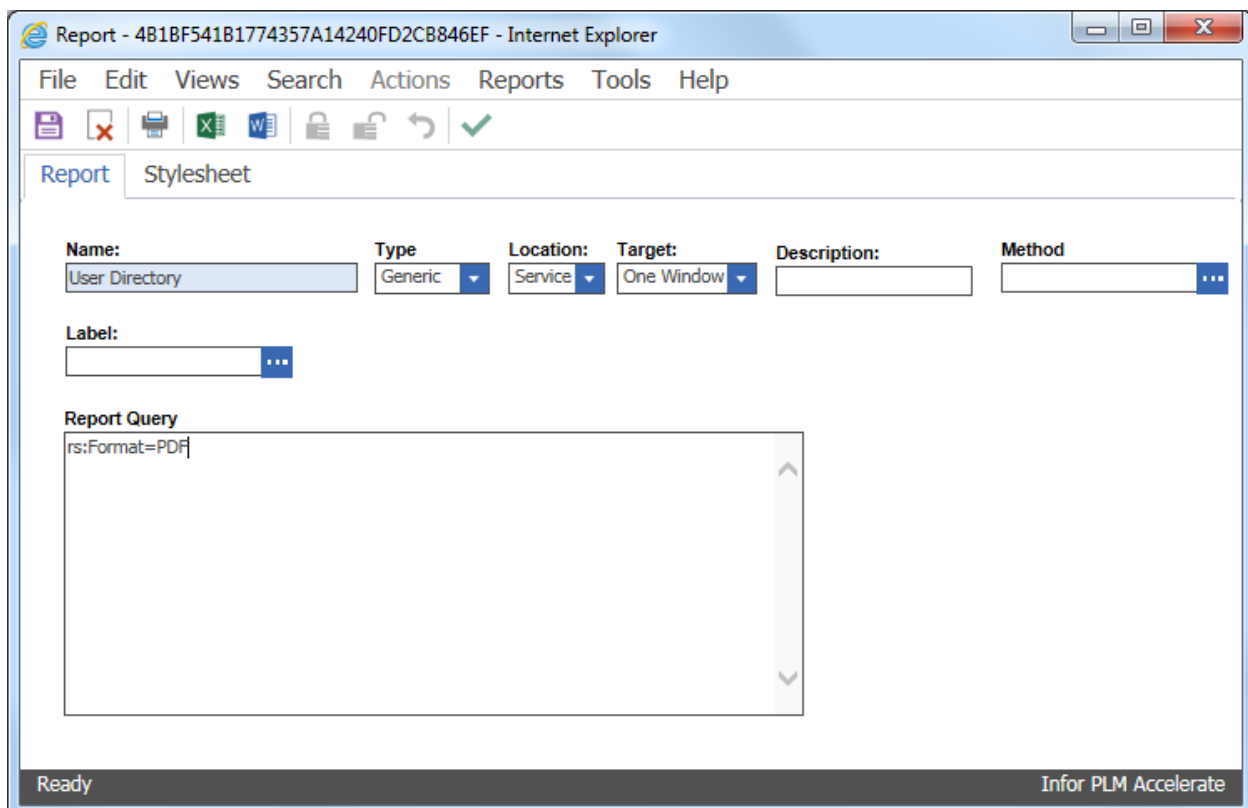 Report - 4B1BF541B1774357A14240FD2CB846EF - Internet Explorer
File Edit Views Search Actions Reports Tools Help
Report Stylesheet
Name: Type Location: Target: Description: Method
User Directory Generic Service One Window
Label:
Report Query
rs:Format=PDF
Ready Infor PLM Accelerate